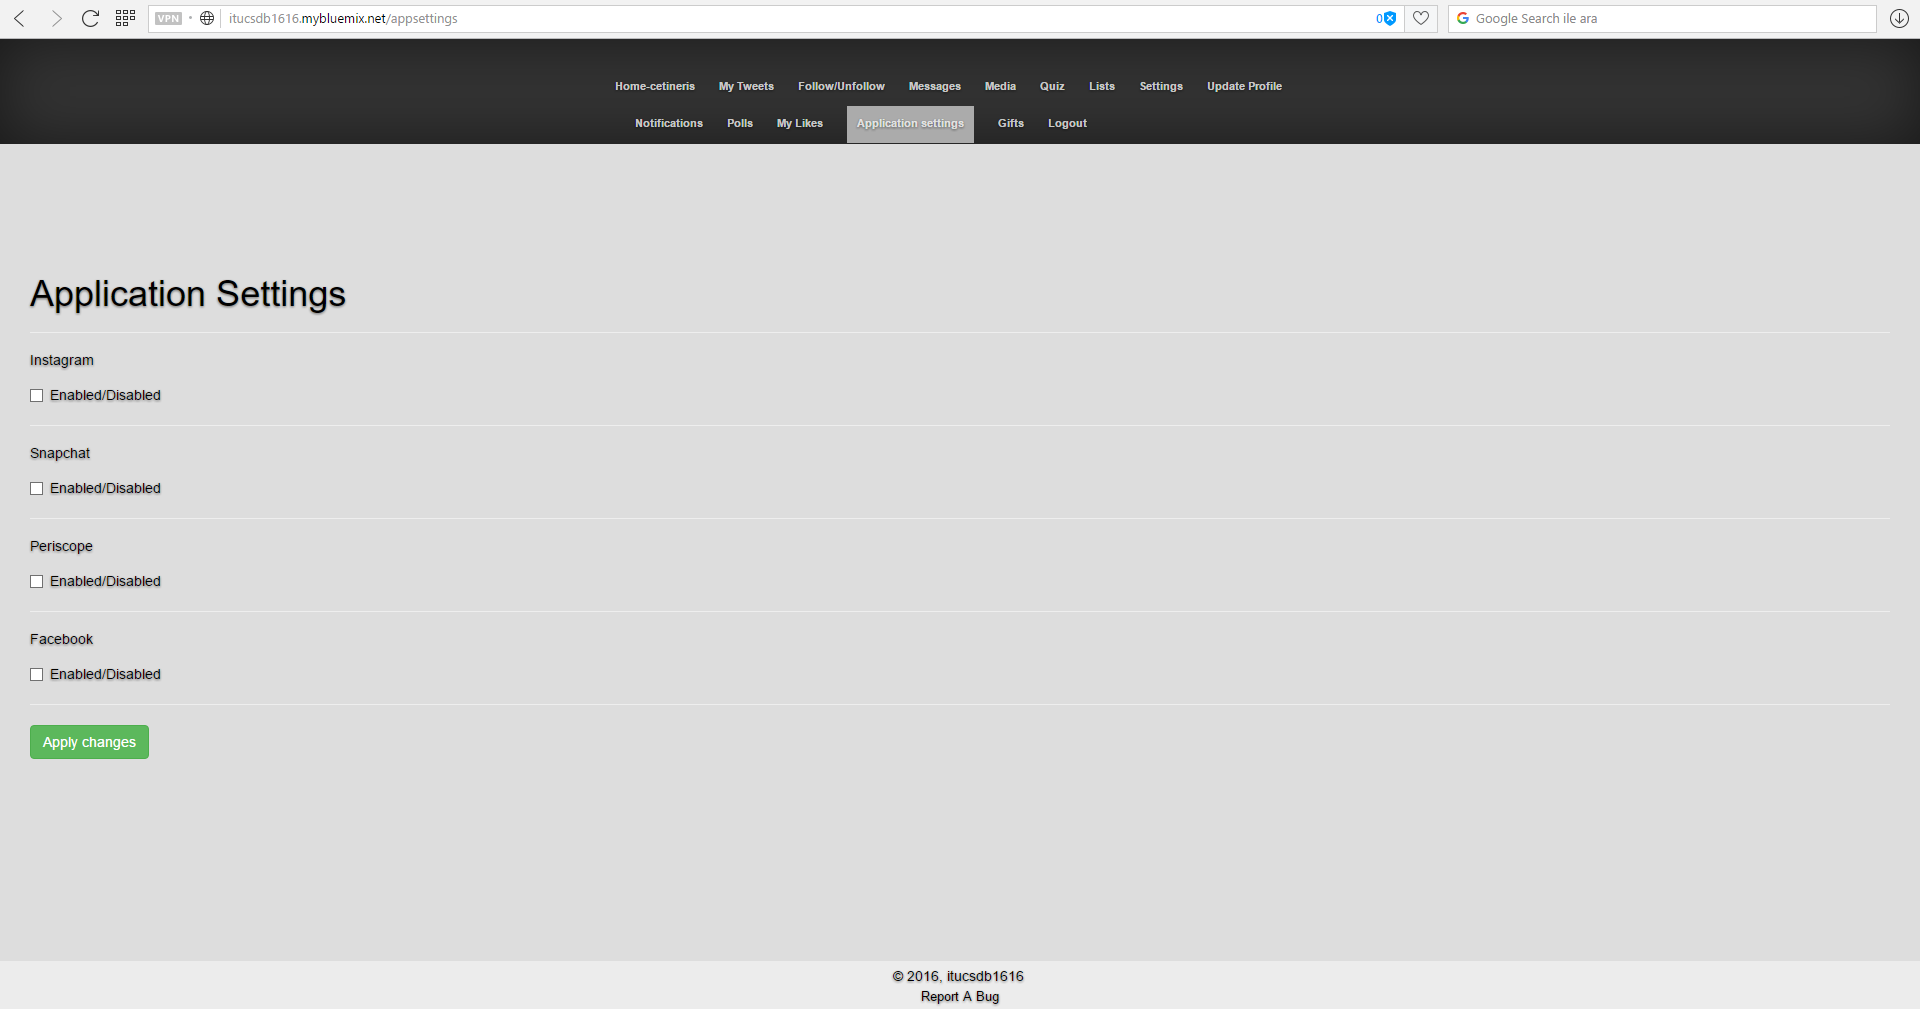 VPN
itucsdb1616.mybluemix.net/appsettings
0
Google Search ile ara
Home-cetineris My Tweets Follow/Unfollow Messages Media Quiz Lists Settings Update Profile
Notifications Polls My Likes Application settings Gifts Logout
Application Settings
Instagram
Enabled/Disabled
Snapchat
Enabled/Disabled
Periscope
Enabled/Disabled
Facebook
Enabled/Disabled
Apply changes
© 2016, itucsdb1616
Report A Bug